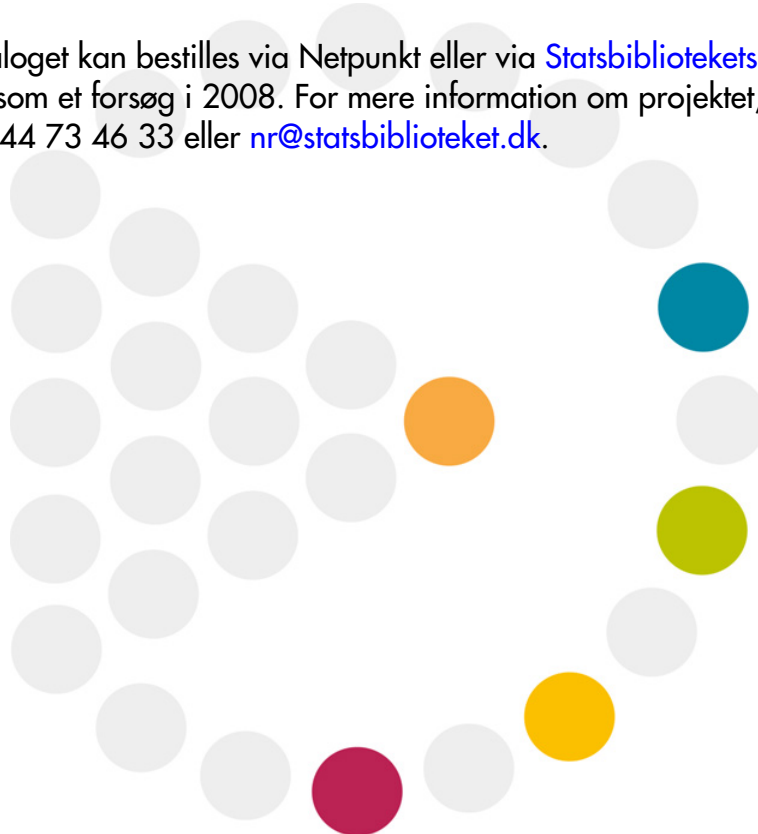 aloget kan bestilles via Netpunkt eller via Statsbibliotekets
som et forsøg i 2008. For mere information om projektet,
44 73 46 33 eller nr@statsbiblioteket.dk.